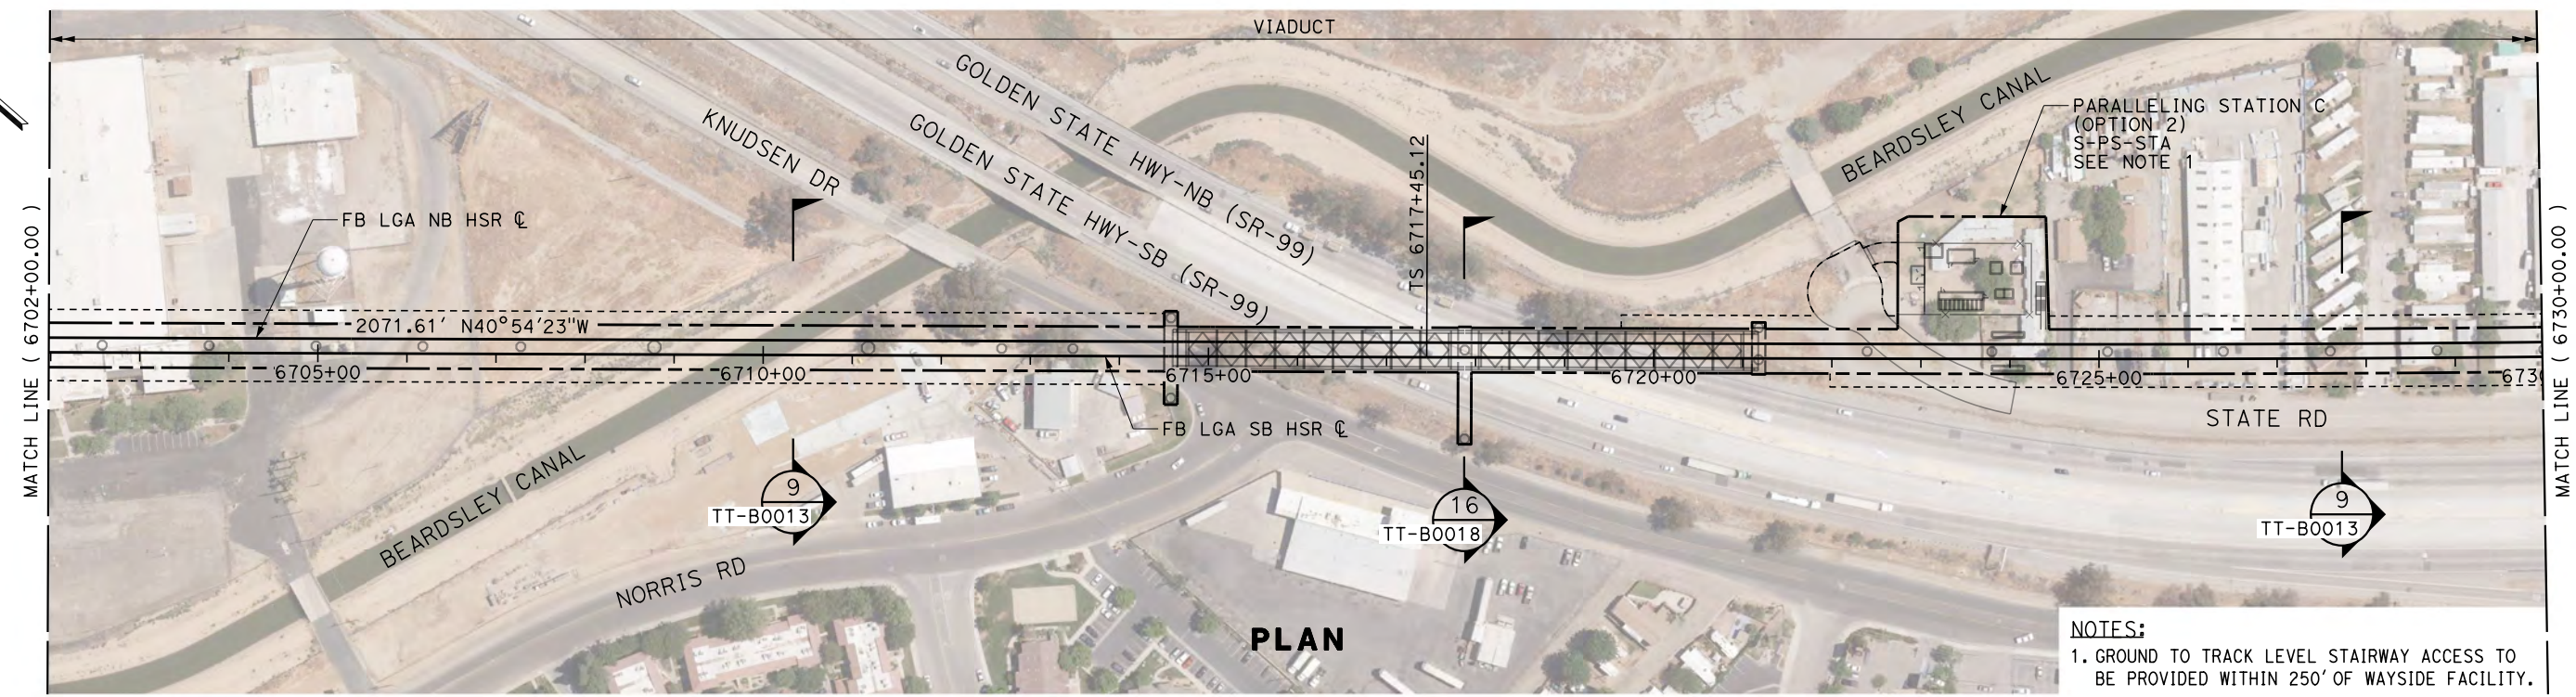 VIADUCT
GOLDEN STATE HWY-NB (SR-99)
GOLDEN STATE HWY-SB (SR-99)
KNUDSEN DR
BEARDSLEY CANAL
PARALLELING STATION C
(OPTION 2)
S-PS-STA
SEE NOTE 1
TS 6717+45.12
FB LGA NB HSR ℄
MATCH LINE ( 6702+00.00 )
MATCH LINE ( 6730+00.00 )
2071.61' N40°54'23"W
6705+00
6710+00
6715+00
6720+00
6725+00
673
FB LGA SB HSR ℄
STATE RD
BEARDSLEY CANAL
9
TT-B0013
16
TT-B0018
9
TT-B0013
NORRIS RD
PLAN
NOTES:
1. GROUND TO TRACK LEVEL STAIRWAY ACCESS TO
BE PROVIDED WITHIN 250' OF WAYSIDE FACILITY.